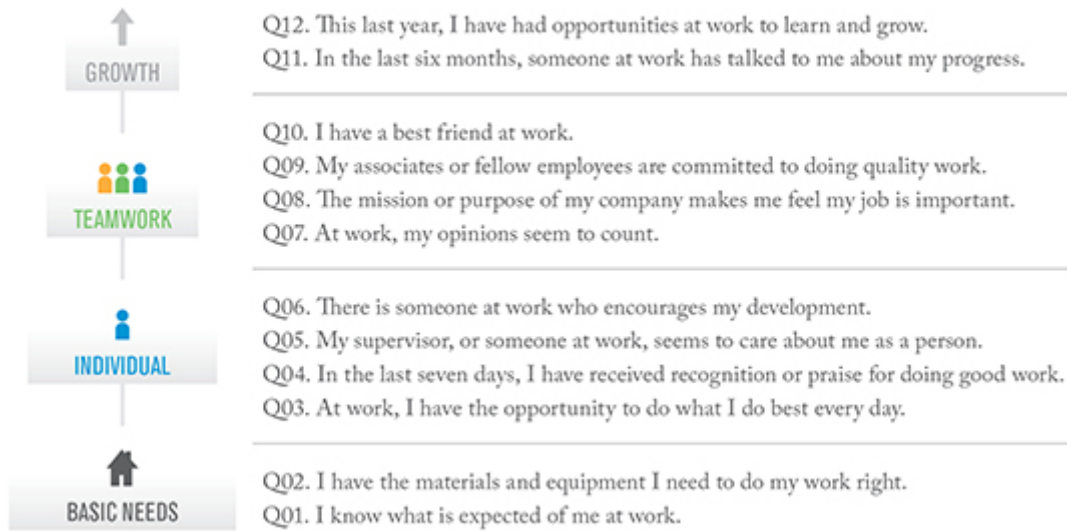 GROWTH
Q12. This last year, I have had opportunities at work to learn and grow.
Q11. In the last six months, someone at work has talked to me about my progress.
TEAMWORK
Q10. I have a best friend at work.
Q09. My associates or fellow employees are committed to doing quality work.
Q08. The mission or purpose of my company makes me feel my job is important.
Q07. At work, my opinions seem to count.
INDIVIDUAL
Q06. There is someone at work who encourages my development.
Q05. My supervisor, or someone at work, seems to care about me as a person.
Q04. In the last seven days, I have received recognition or praise for doing good work.
Q03. At work, I have the opportunity to do what I do best every day.
BASIC NEEDS
Q02. I have the materials and equipment I need to do my work right.
Q01. I know what is expected of me at work.